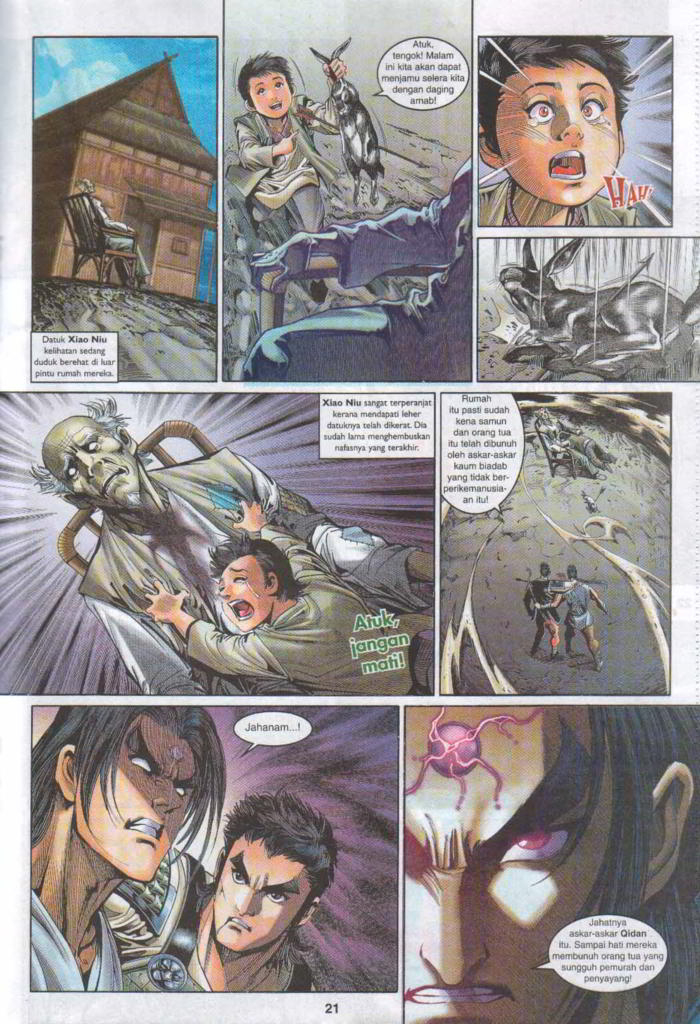 Datuk Xiao Niu
kelihatan sedang
duduk berehat di luar
pintu rumah mereka.
Atuk,
tengok! Malam
ini kita akan dapat
menjamu selera kita
dengan daging
arnab!
HAH!
Xiao Niu sangat terperanjat
kerana mendapati leher
datuknya telah dikerat. Dia
sudah lama menghembuskan
nafasnya yang terakhir.
Atuk,
jangan
mati!
Rumah
itu pasti sudah
kena samun
dan orang tua
itu telah dibunuh
oleh askar-askar
kaum biadab
yang tidak ber-
perikemanusia-
an itu!
Jahanam...!
Jahatnya
askar-askar Qidan
itu. Sampai hati mereka
membunuh orang tua yang
sungguh pemurah dan
penyayang!
21